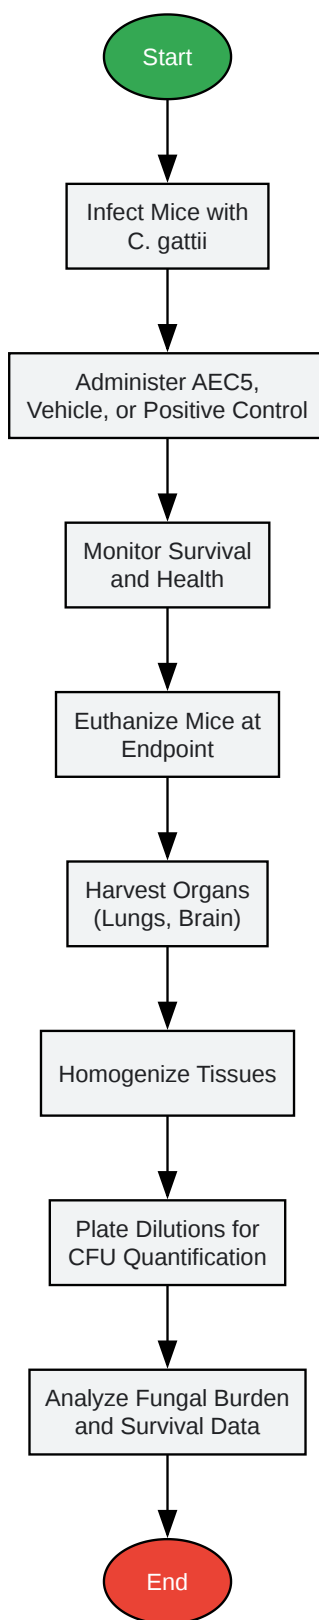 Start
Infect Mice with
C. gattii
Administer AEC5,
Vehicle, or Positive Control
Monitor Survival
and Health
Euthanize Mice at
Endpoint
Harvest Organs
(Lungs, Brain)
Homogenize Tissues
Plate Dilutions for
CFU Quantification
Analyze Fungal Burden
and Survival Data
End